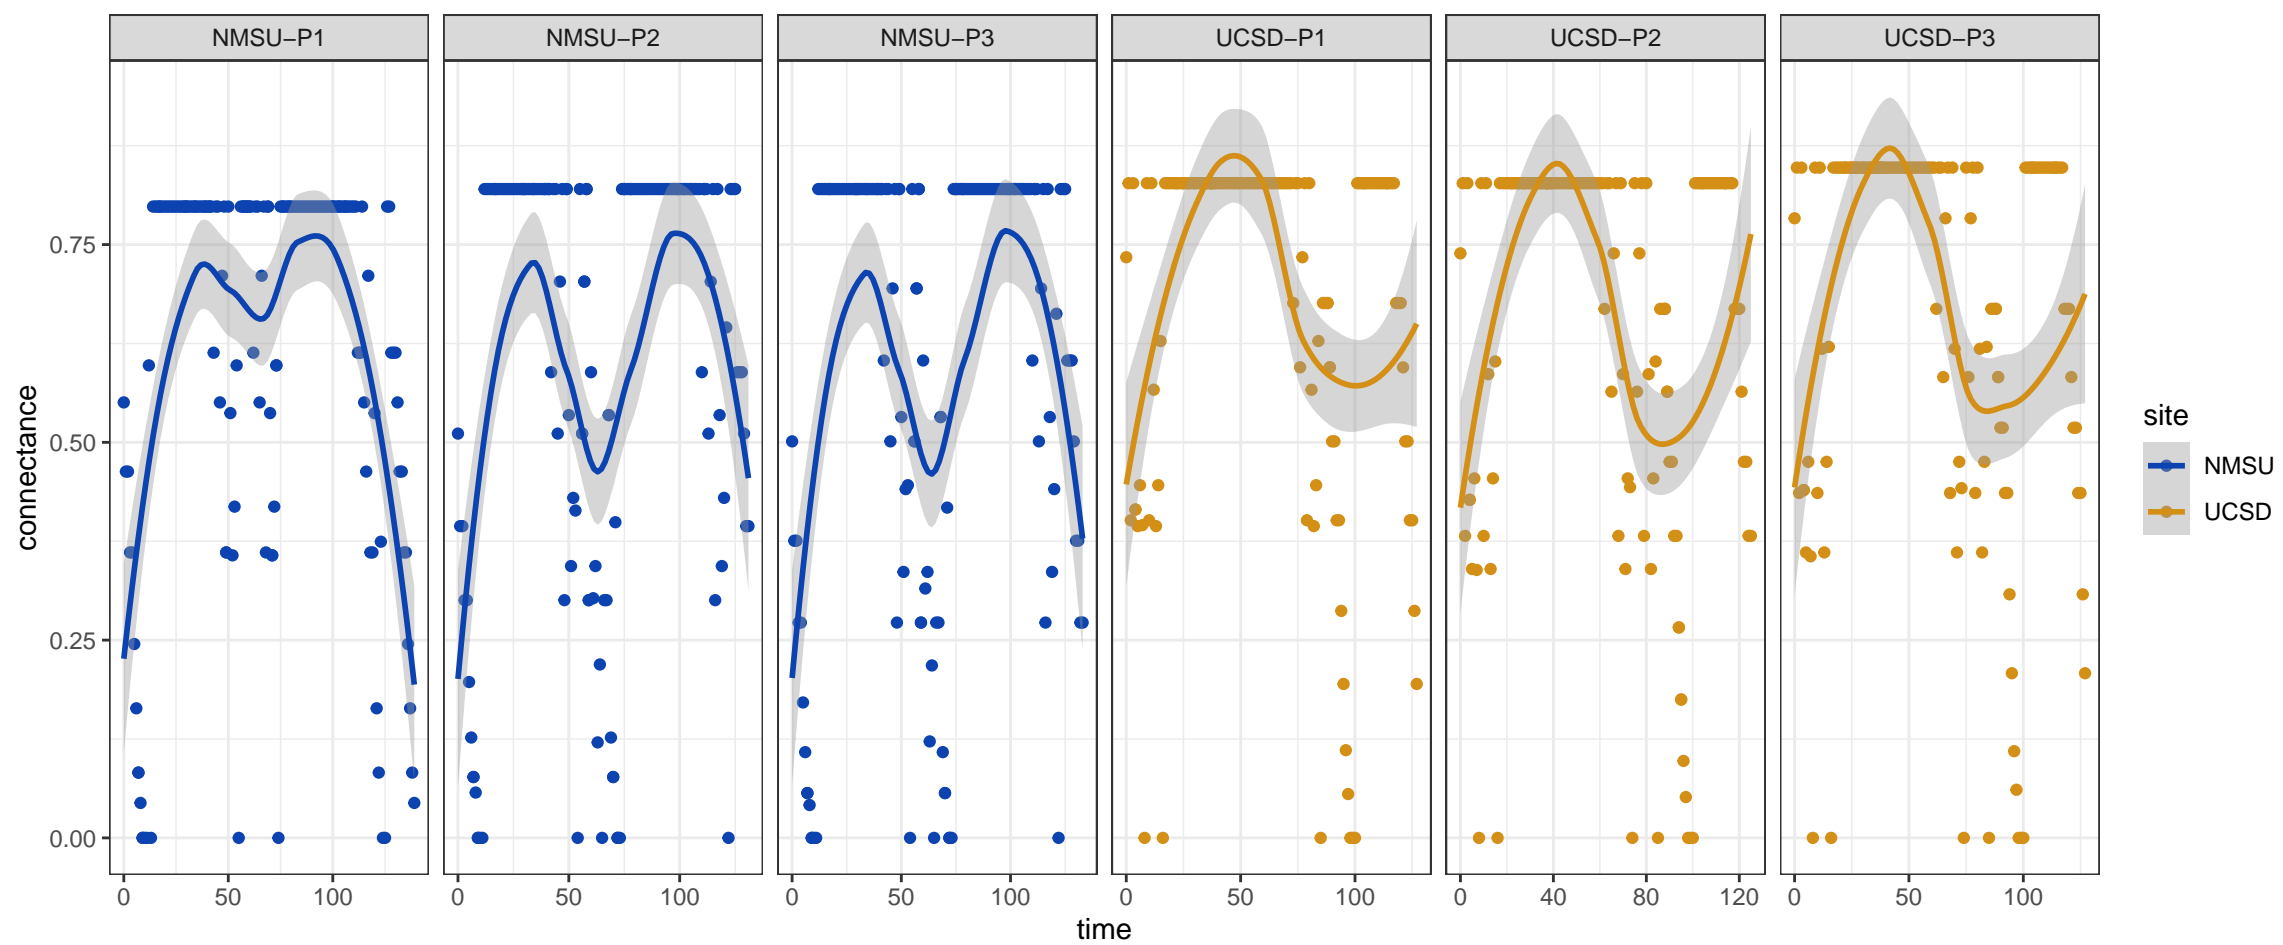 NMSU−P1 NMSU−P2 NMSU−P3 UCSD−P1 UCSD−P2 UCSD−P3
connectance
0.75
0.50
0.25
0.00
0 50 100 0 50 100 0 50 100 0 50 100 0 40 80 120 0 50 100
time
site
NMSU
UCSD